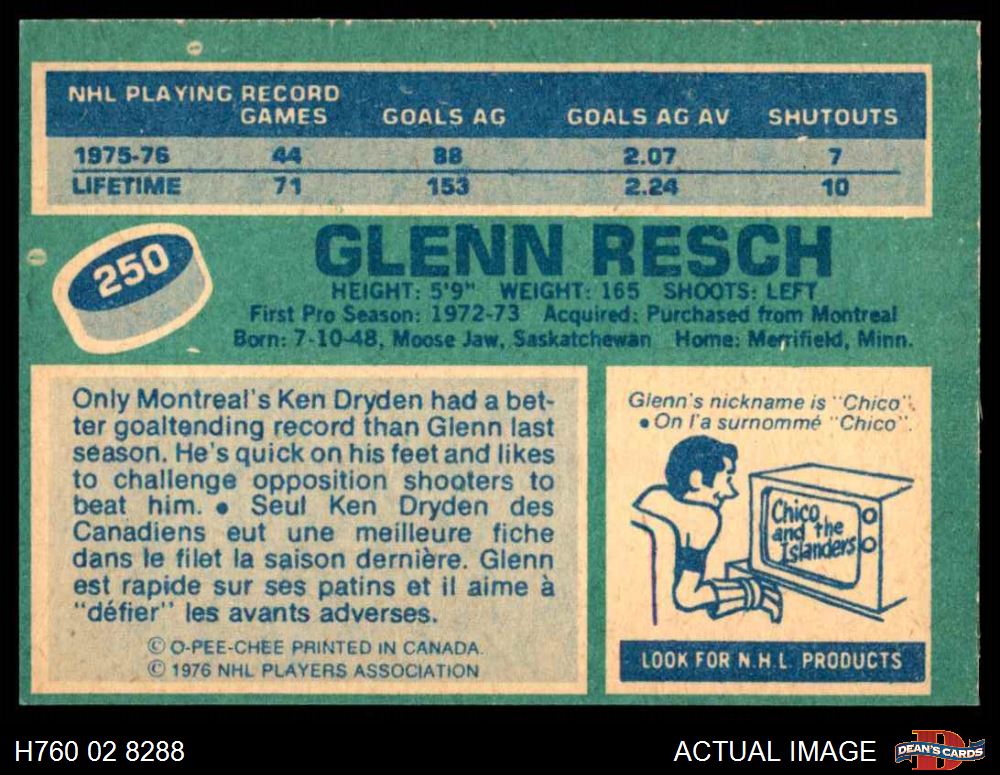 NHL PLAYING RECORD
GAMES GOALS AG GOALS AG AV SHUTOUTS
1975-76 44 88 2.07 7
LIFETIME 71 153 2.24 10
250
GLENN RESCH
HEIGHT: 5'9" WEIGHT: 165 SHOOTS: LEFT
First Pro Season: 1972-73 Acquired: Purchased from Montreal
Born: 7-10-48, Moose Jaw, Saskatchewan Home: Merrifield, Minn.
Only Montreal's Ken Dryden had a bet-
ter goaltending record than Glenn last
season. He's quick on his feet and likes
to challenge opposition shooters to
beat him. • Seul Ken Dryden des
Canadiens eut une meilleure fiche
dans le filet la saison dernière. Glenn
est rapide sur ses patins et il aime à
"défier" les avants adverses.
© O-PEE-CHEE PRINTED IN CANADA.
© 1976 NHL PLAYERS ASSOCIATION
Glenn's nickname is "Chico".
• On l'a surnommé "Chico".
Chico
and the
Islanders
LOOK FOR N.H.L PRODUCTS
H760 02 8288
ACTUAL IMAGE
D
DEAN'S CARDS